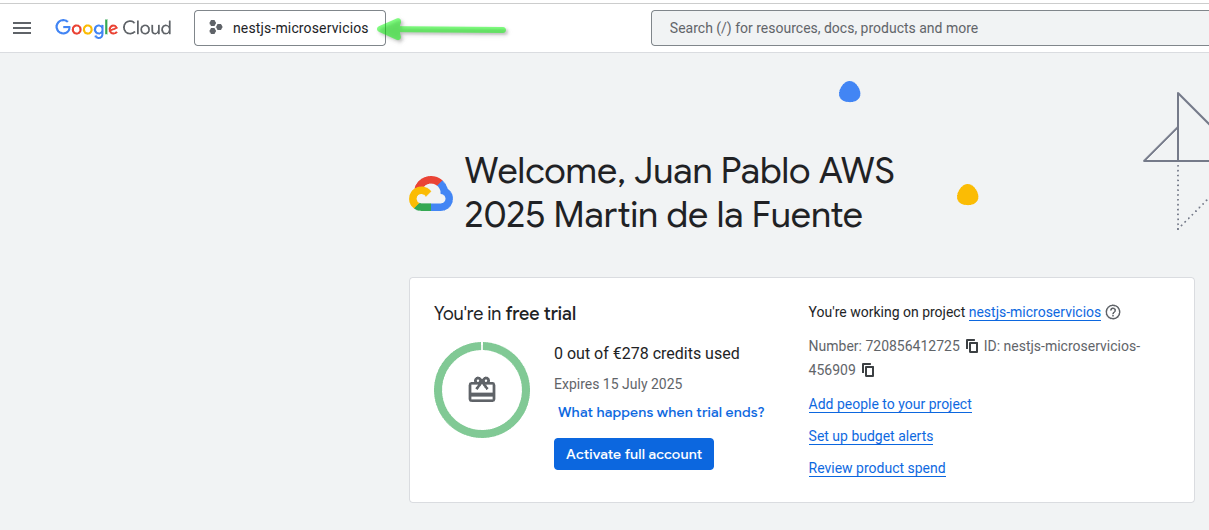 Google Cloud
nestjs-microservicios
Search (/) for resources, docs, products and more
Welcome, Juan Pablo AWS
2025 Martin de la Fuente
You're in free trial
0 out of €278 credits used
Expires 15 July 2025
What happens when trial ends?
Activate full account
You're working on project nestjs-microservicios
Number: 720856412725 ID: nestjs-microservicios-
456909
Add people to your project
Set up budget alerts
Review product spend